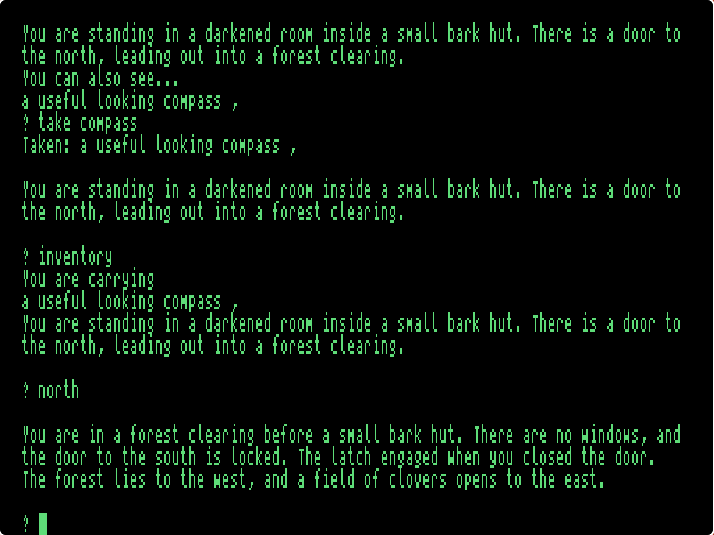 You are standing in a darkened room inside a small bark hut. There is a door to
the north, leading out into a forest clearing.
You can also see...
a useful looking compass ,
? take compass
Taken: a useful looking compass ,
You are standing in a darkened room inside a small bark hut. There is a door to
the north, leading out into a forest clearing.
? inventory
You are carrying
a useful looking compass ,
You are standing in a darkened room inside a small bark hut. There is a door to
the north, leading out into a forest clearing.
? north
You are in a forest clearing before a small bark hut. There are no windows, and
the door to the south is locked. The latch engaged when you closed the door.
The forest lies to the west, and a field of clovers opens to the east.
?